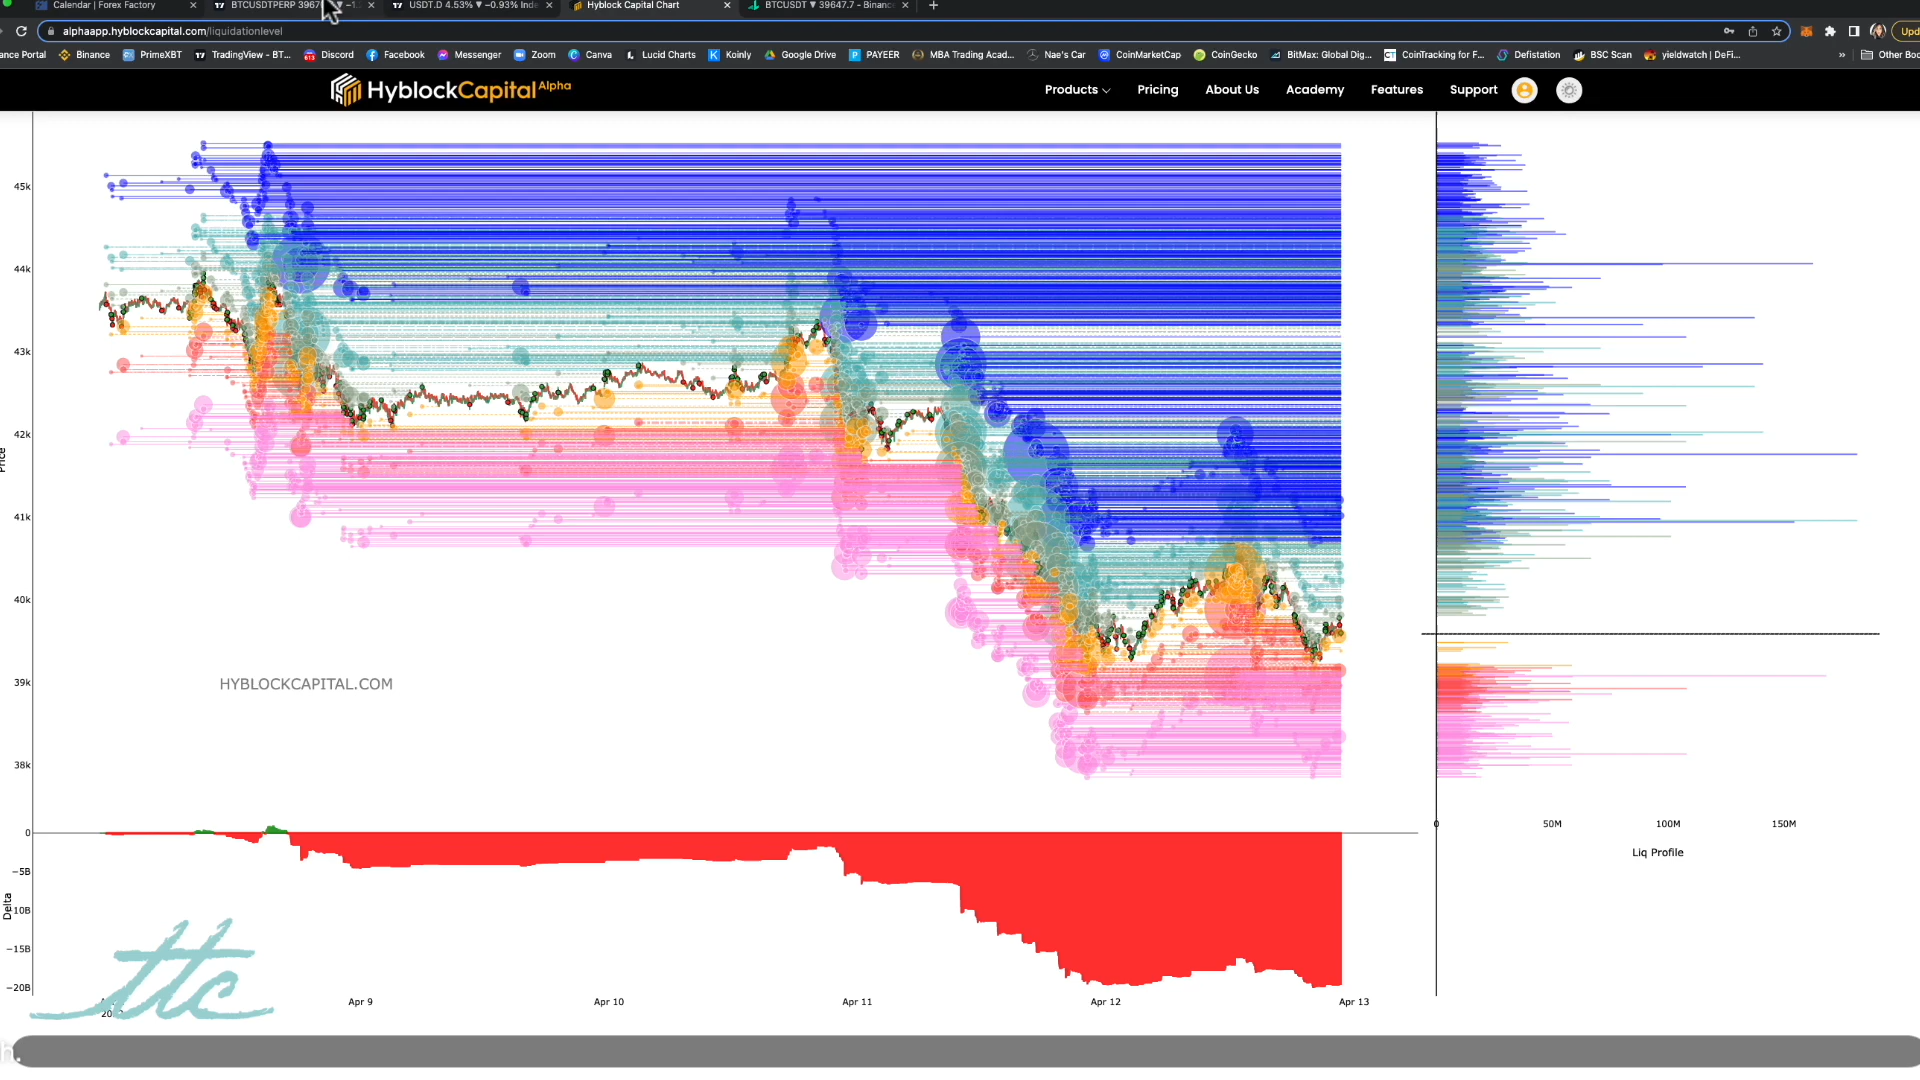 Calendar | Forex Factory
BTCUSDTPERP 3967 ▼ −1.
USDT.D 4.53% ▼ −0.93% Inde
Hyblock Capital Chart
BTCUSDT ▼ 39647.7 - Binanc
alphaapp.hyblockcapital.com/liquidationlevel
Upd
ance Portal
Binance
PrimeXBT
TradingView - BT...
Discord
Facebook
Messenger
Zoom
Canva
Lucid Charts
Koinly
Google Drive
PAYEER
MBA Trading Acad...
Nae's Car
CoinMarketCap
CoinGecko
BitMax: Global Dig...
CoinTracking for F...
Defistation
BSC Scan
yieldwatch | DeFi...
»
Other Boo
HyblockCapital Alpha
Products
Pricing
About Us
Academy
Features
Support
45k
44k
43k
42k
Price
41k
40k
39k
38k
HYBLOCKCAPITAL.COM
0
50M
100M
150M
Liq Profile
0
−5B
−10B
−15B
−20B
Delta
Apr 9
Apr 10
Apr 11
Apr 12
Apr 13
ttc
h.